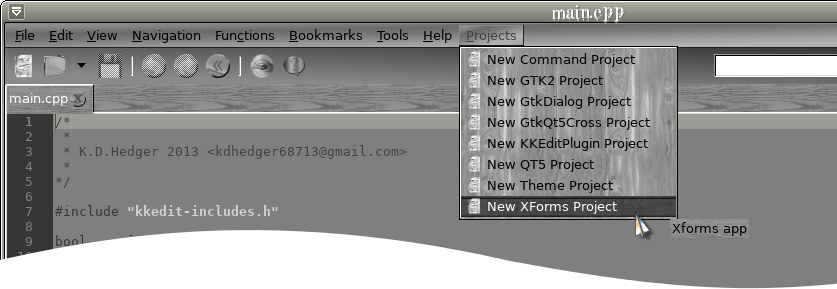 main.cpp
File Edit View Navigation Functions Bookmarks Tools Help Projects
main.cpp
New Command Project
New GTK2 Project
New GtkDialog Project
New GtkQt5Cross Project
New KKEditPlugin Project
New QT5 Project
New Theme Project
New XForms Project
Xforms app
1 /*
2 *
3 * K.D.Hedger 2013 <kdhedger68713@gmail.com>
4 *
5 */
6
7 #include "kkedit-includes.h"
8
9 bool